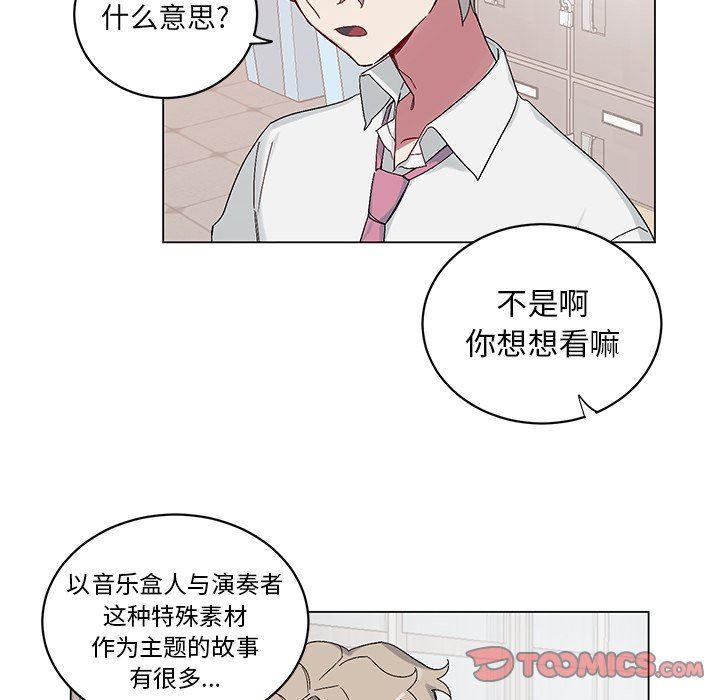 什么意思?
不是啊
你想想看嘛
以音乐盒人与演奏者
这种特殊素材
作为主题的故事
有很多...
TOOMICS.COM